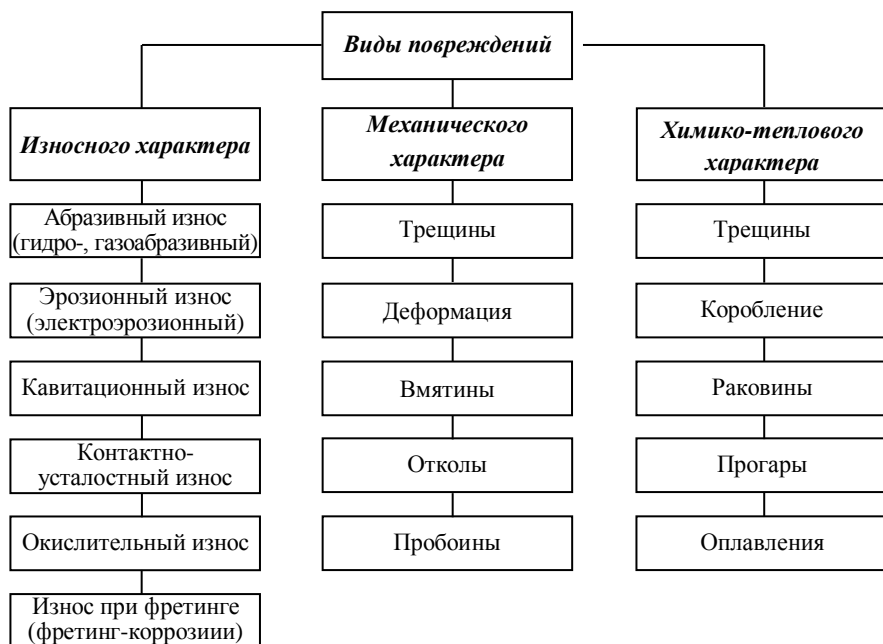 Виды повреждений
Износного характера
Абразивный износ
(гидро-, газоабразивный)
Эрозионный износ
(электроэрозионный)
Кавитационный износ
Контактно-
усталостный износ
Окислительный износ
Износ при фретинге
(фретинг-коррозиии)
Механического
характера
Трещины
Деформация
Вмятины
Отколы
Пробоины
Химико-теплового
характера
Трещины
Коробление
Раковины
Прогары
Оплавления